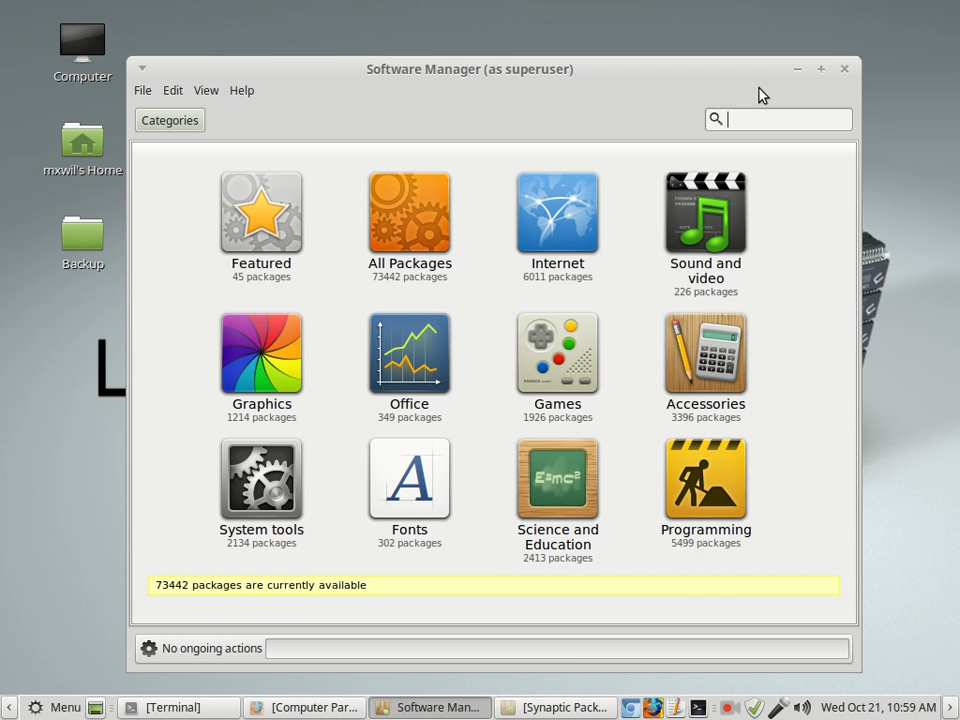 Computer
mxwil's Home
Backup
Software Manager (as superuser)
File Edit View Help
Categories
Featured
45 packages
All Packages
73442 packages
Internet
6011 packages
Sound and
video
226 packages
Graphics
1214 packages
Office
349 packages
Games
1926 packages
Accessories
3396 packages
System tools
2134 packages
A
Fonts
302 packages
E=mc²
Science and
Education
2413 packages
Programming
5499 packages
73442 packages are currently available
No ongoing actions
L
Menu [Terminal] [Computer Par... Software Man... [Synaptic Pack... Wed Oct 21, 10:59 AM